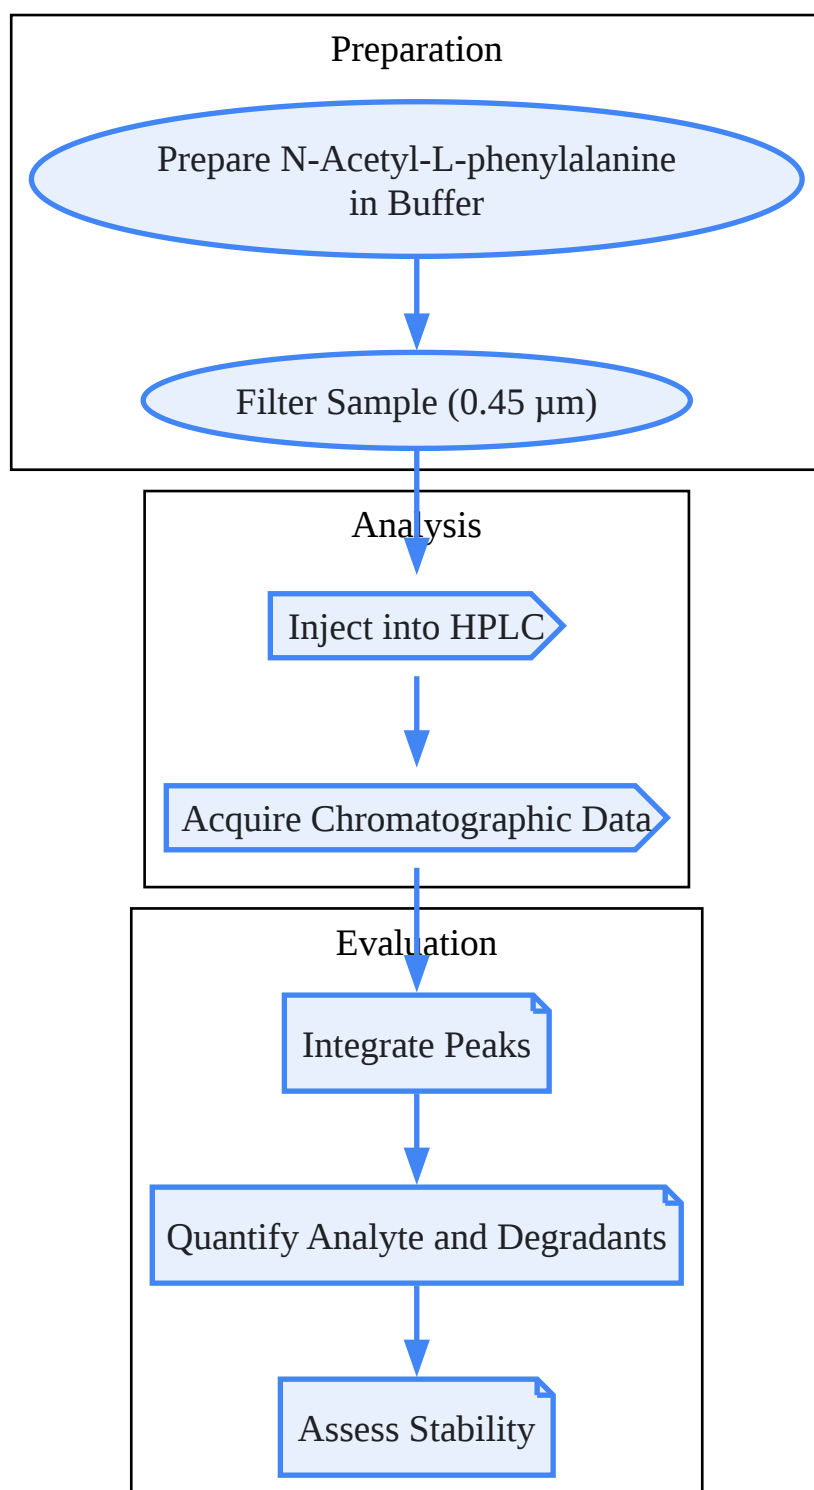 Preparation
Prepare N-Acetyl-L-phenylalanine
in Buffer
Filter Sample (0.45 µm)
Analysis
Inject into HPLC
Acquire Chromatographic Data
Evaluation
Integrate Peaks
Quantify Analyte and Degradants
Assess Stability